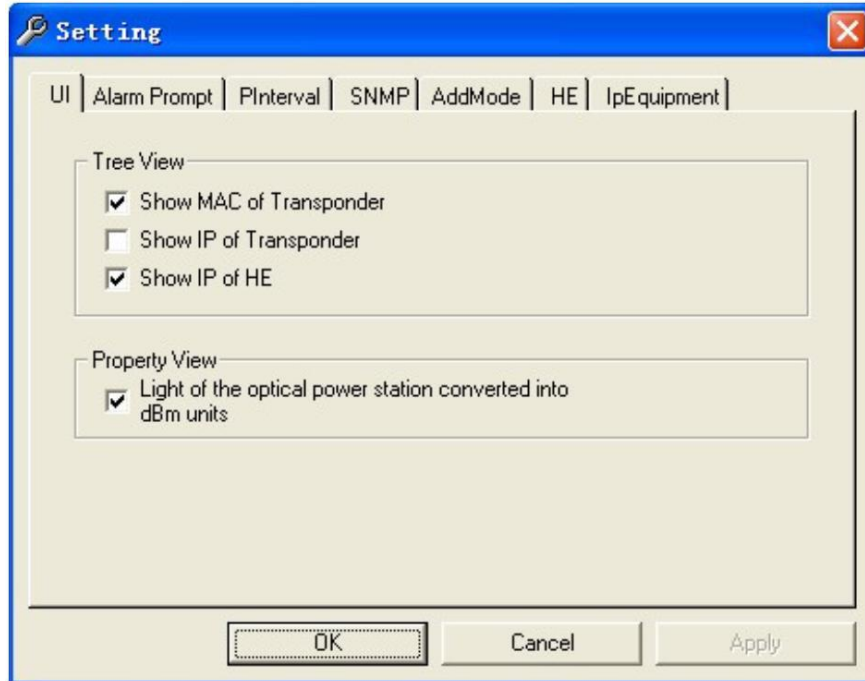 Setting
UI Alarm Prompt PInterval SNMP AddMode HE IpEquipment
Tree View
Show MAC of Transponder
Show IP of Transponder
Show IP of HE
Property View
Light of the optical power station converted into
dBm units
OK Cancel Apply